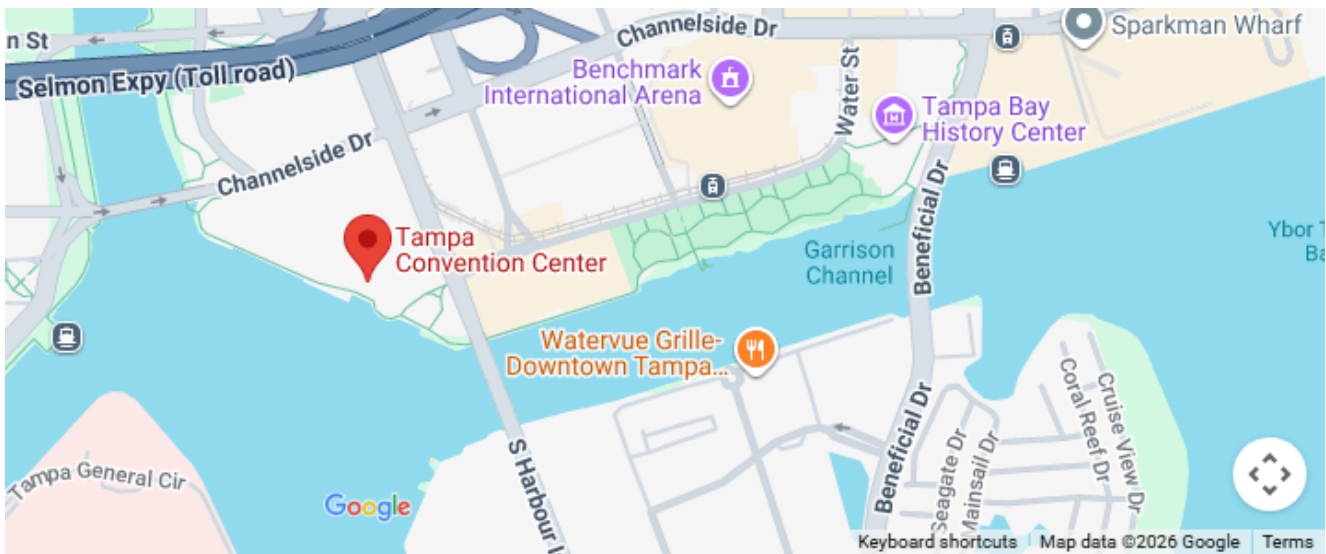 n St
Selmon Expy (Toll road)
Channelside Dr
Sparkman Wharf
Benchmark
International Arena
Water St
Tampa Bay
History Center
Channelside Dr
Tampa
Convention Center
Beneficial Dr
Garrison
Channel
Ybor T
Ba
Watervue Grille-
Downtown Tampa...
Beneficial Dr
Coral Reef Dr
Cruise View Dr
Seagate Dr
Mainsail Dr
S Harbour I
Tampa General Cir
Google
Keyboard shortcuts
Map data ©2026 Google
Terms